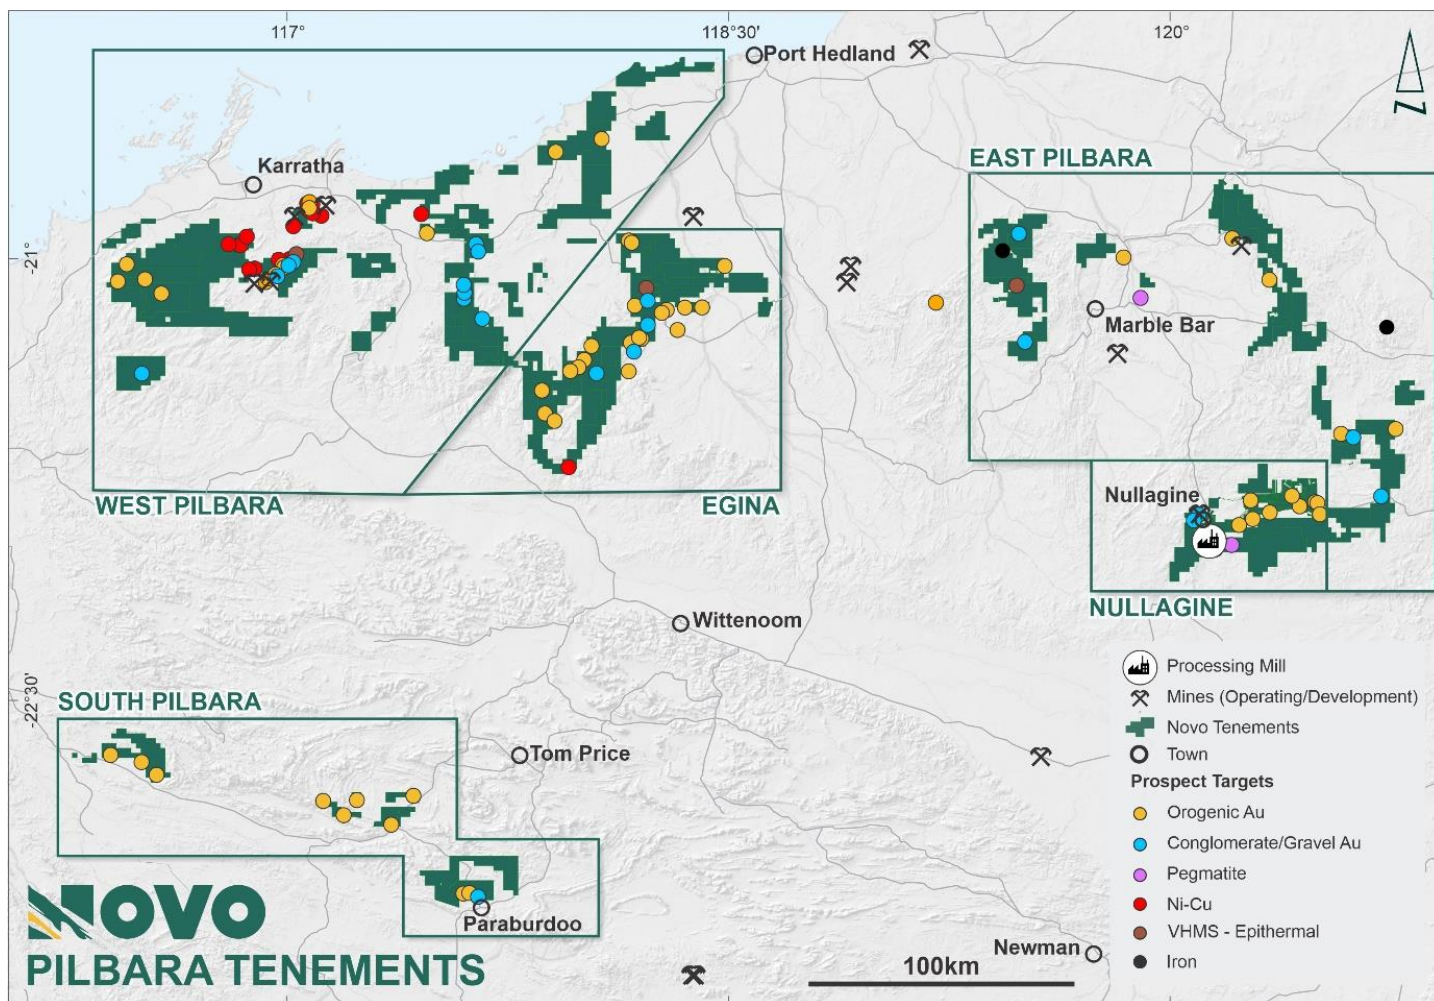 117°
118°30'
120°
Port Hedland
EAST PILBARA
Karratha
-21°
Marble Bar
WEST PILBARA
EGINA
Nullagine
NULLAGINE
Wittenoom
-22°30'
SOUTH PILBARA
Tom Price
Paraburdoo
Newman
Processing Mill
Mines (Operating/Development)
Novo Tenements
Town
Prospect Targets
Orogenic Au
Conglomerate/Gravel Au
Pegmatite
Ni-Cu
VHMS - Epithermal
Iron
NOVO
PILBARA TENEMENTS
100km
N